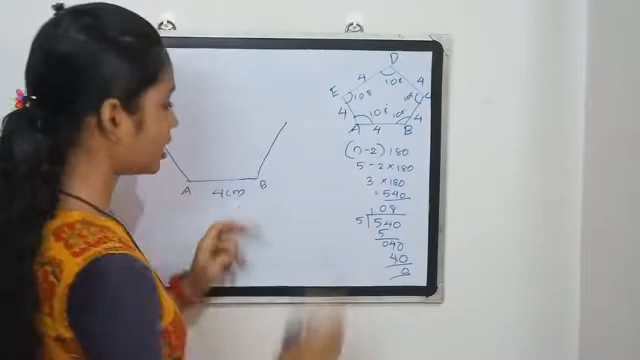 D
4 108 4
E 108 108 C
4 108 108 4
A 4 B
(n-2) 180
5-2×180
3 × 180
= 540
108
5 540
5
040
40
0
A 4cm B